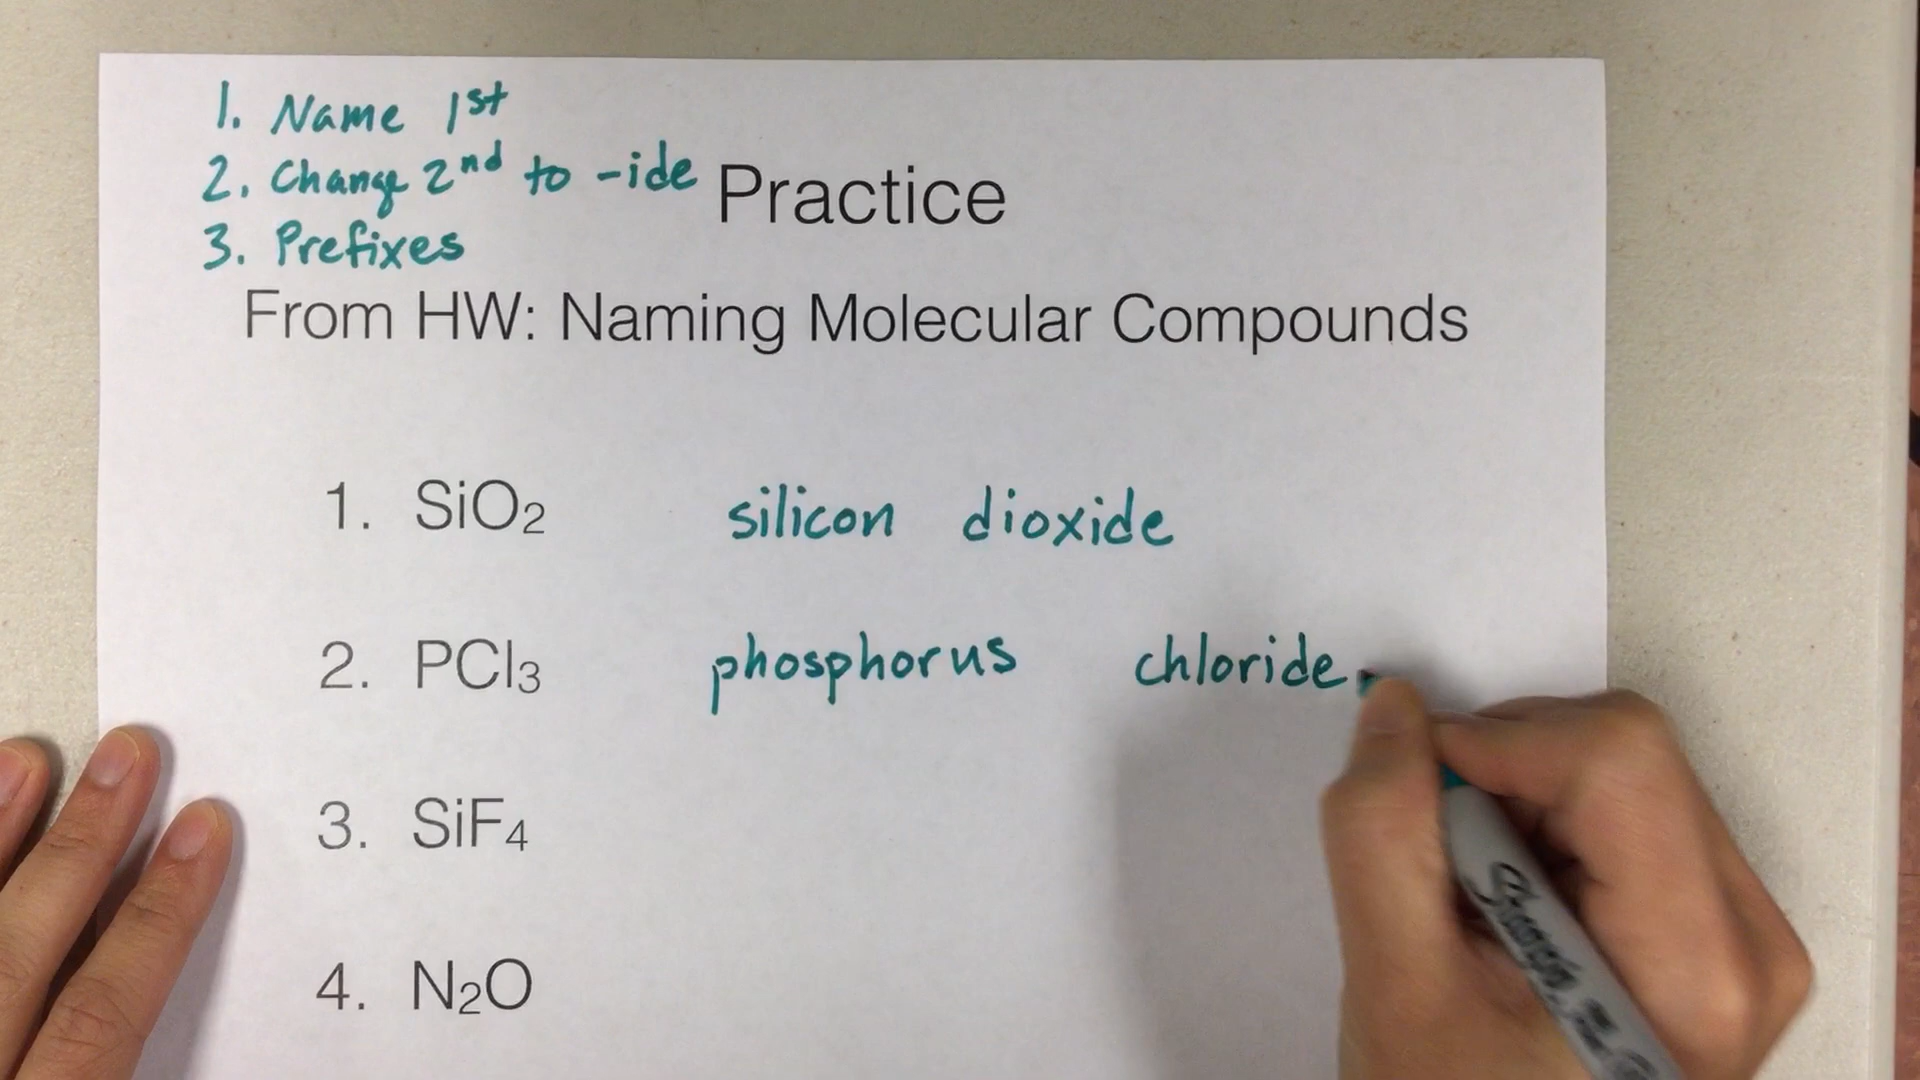 1. Name 1st
2. Change 2nd to -ide
3. Prefixes
Practice
From HW: Naming Molecular Compounds
1. SiO₂ silicon dioxide
2. PCl₃ phosphorus chloride
3. SiF₄
4. N₂O
Sharpie